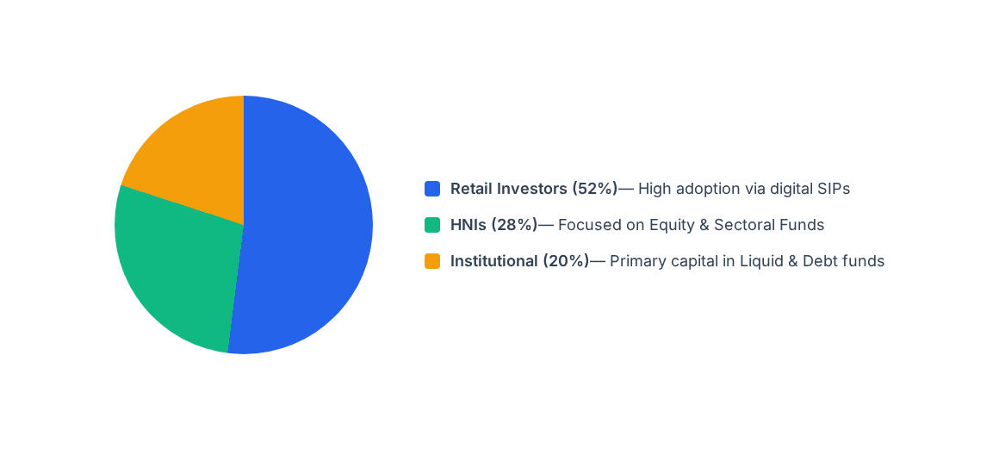 Retail Investors (52%)— High adoption via digital SIPs
HNIs (28%)— Focused on Equity & Sectoral Funds
Institutional (20%)— Primary capital in Liquid & Debt funds